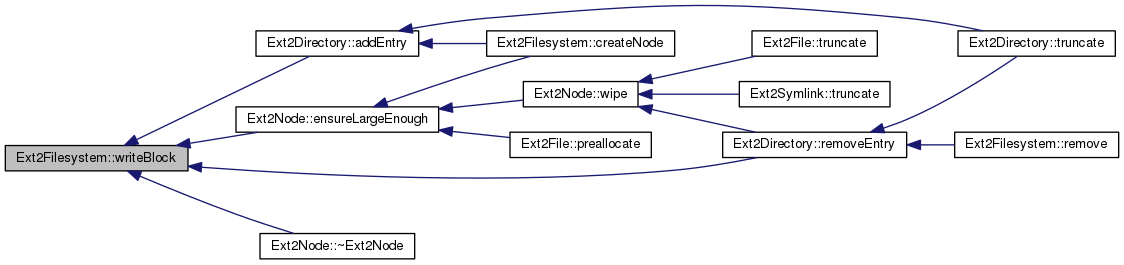 Ext2Filesystem::writeBlock
Ext2Directory::addEntry
Ext2Node::ensureLargeEnough
Ext2Node::~Ext2Node
Ext2Filesystem::createNode
Ext2Node::wipe
Ext2File::preallocate
Ext2File::truncate
Ext2Symlink::truncate
Ext2Directory::removeEntry
Ext2Directory::truncate
Ext2Filesystem::remove